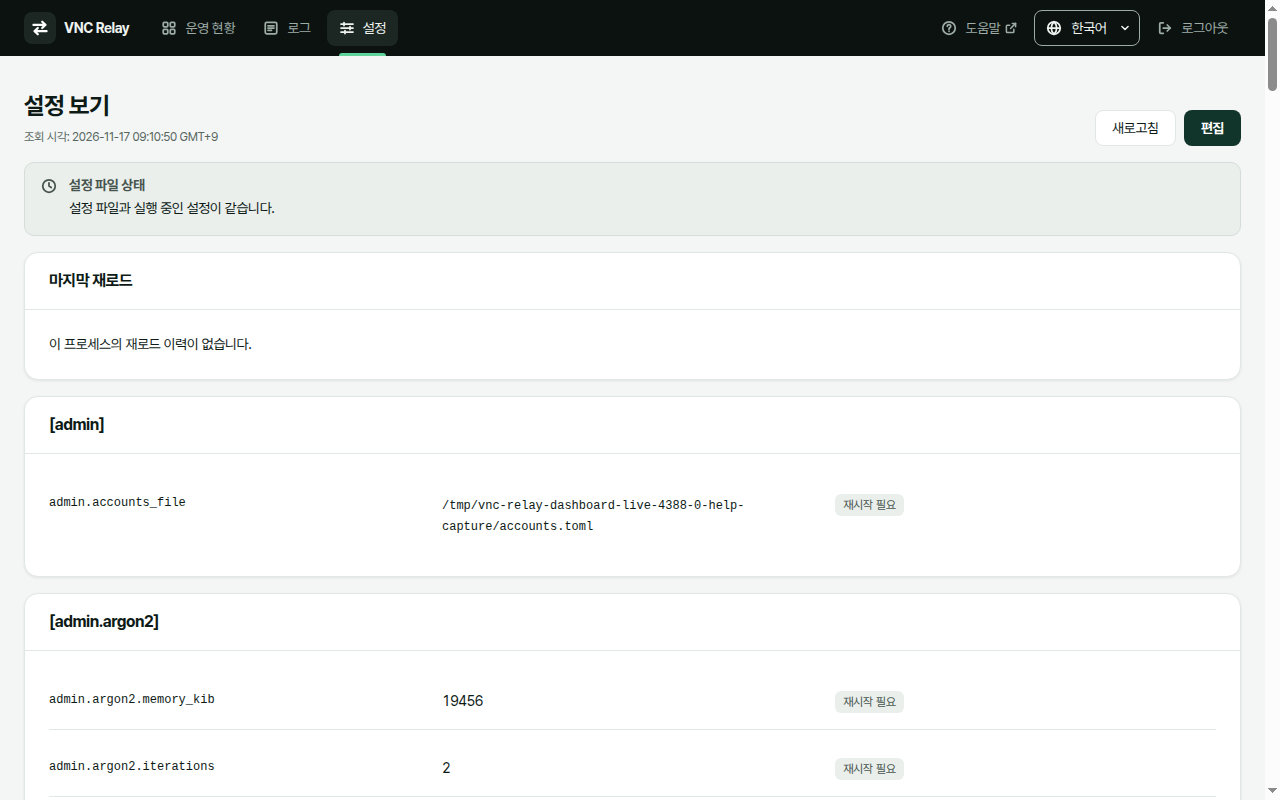 VNC Relay 운영 현황 로그 설정 도움말 한국어 로그아웃
설정 보기
조회 시각: 2026-11-17 09:10:50 GMT+9
새로고침 편집
설정 파일 상태
설정 파일과 실행 중인 설정이 같습니다.
마지막 재로드
이 프로세스의 재로드 이력이 없습니다.
[admin]
admin.accounts_file /tmp/vnc-relay-dashboard-live-4388-0-help- 재시작 필요
capture/accounts.toml
[admin.argon2]
admin.argon2.memory_kib 19456 재시작 필요
admin.argon2.iterations 2 재시작 필요